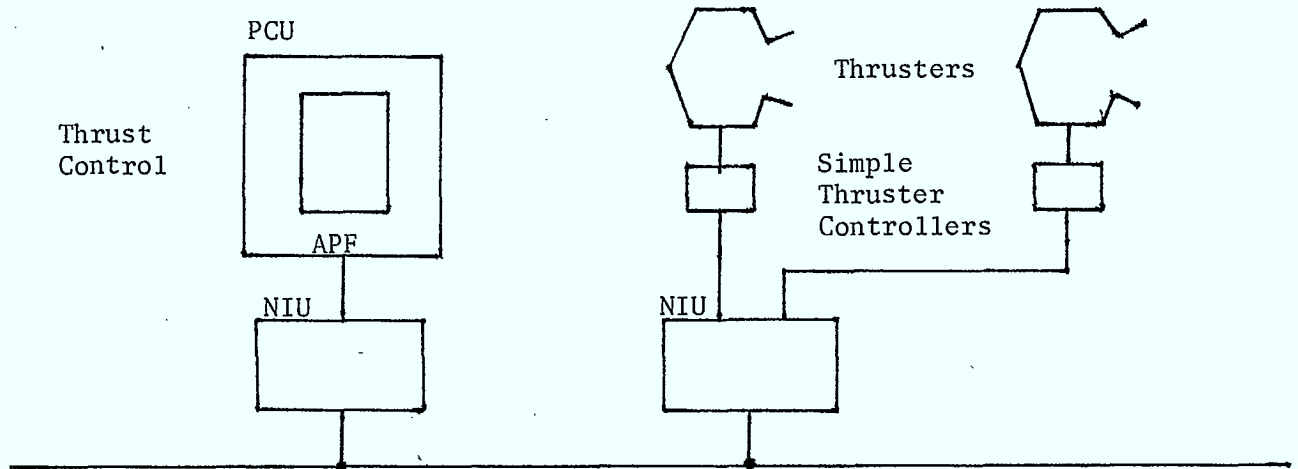 PCU
Thrust
Control
APF
NIU
Thrusters
Simple
Thruster
Controllers
NIU